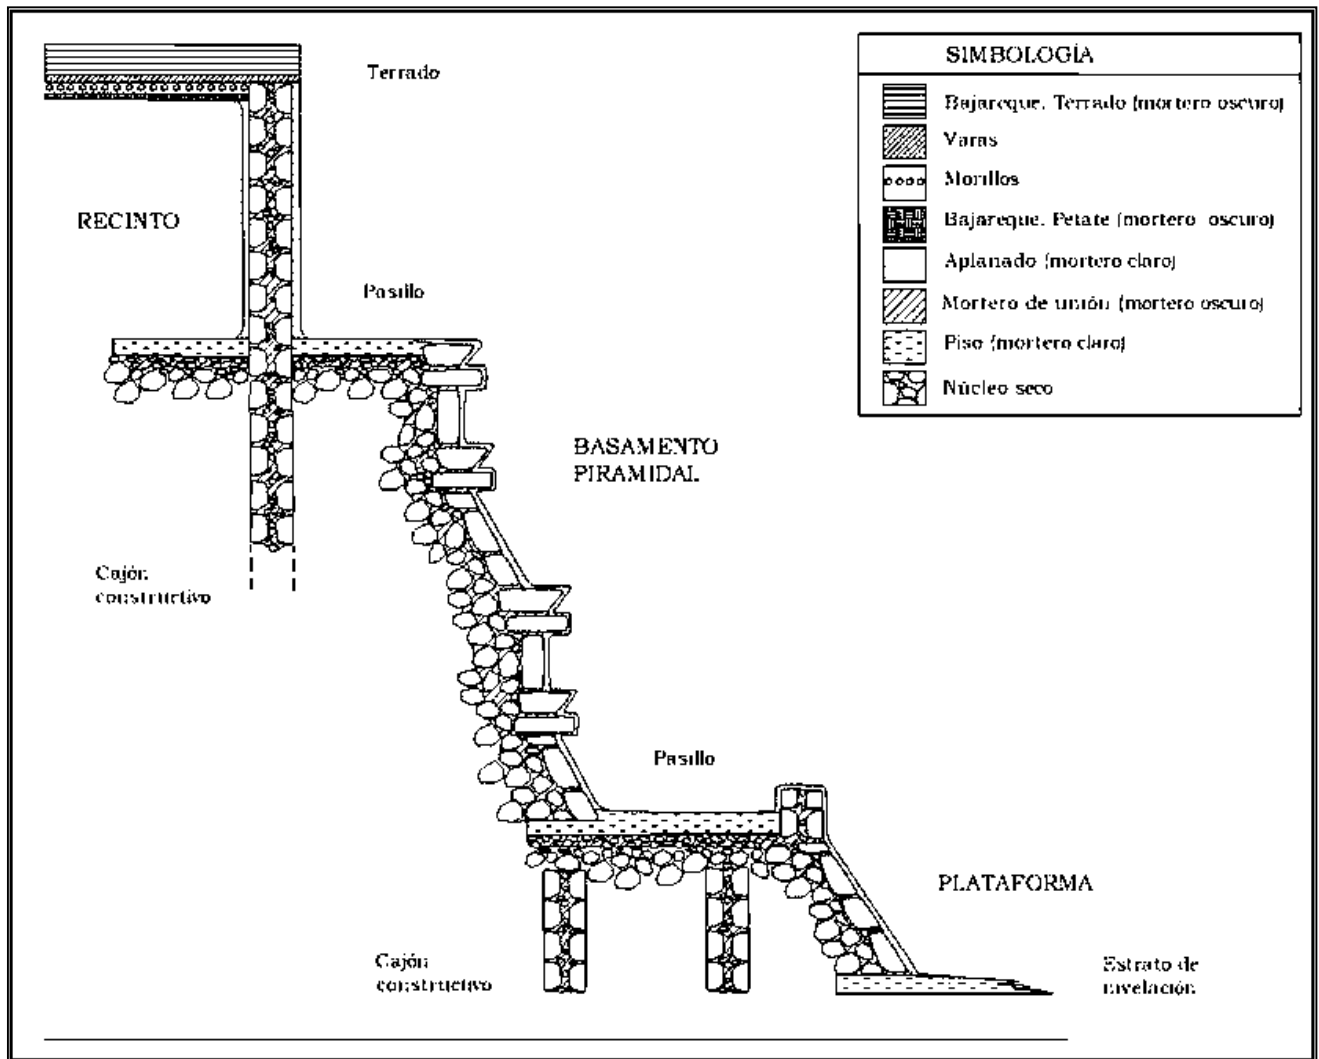 Terrado
SIMBOLOGÍA
Bajareque. Terrado (mortero oscuro)
Varas
Morillos
Bajareque. Petate (mortero oscuro)
Aplanado (mortero claro)
Mortero de unión (mortero oscuro)
Piso (mortero claro)
Núcleo seco
RECINTO
Pasillo
BASAMENTO
PIRAMIDAL
Cajón
constructivo
Pasillo
PLATAFORMA
Cajón
constructivo
Estrato de
nivelación